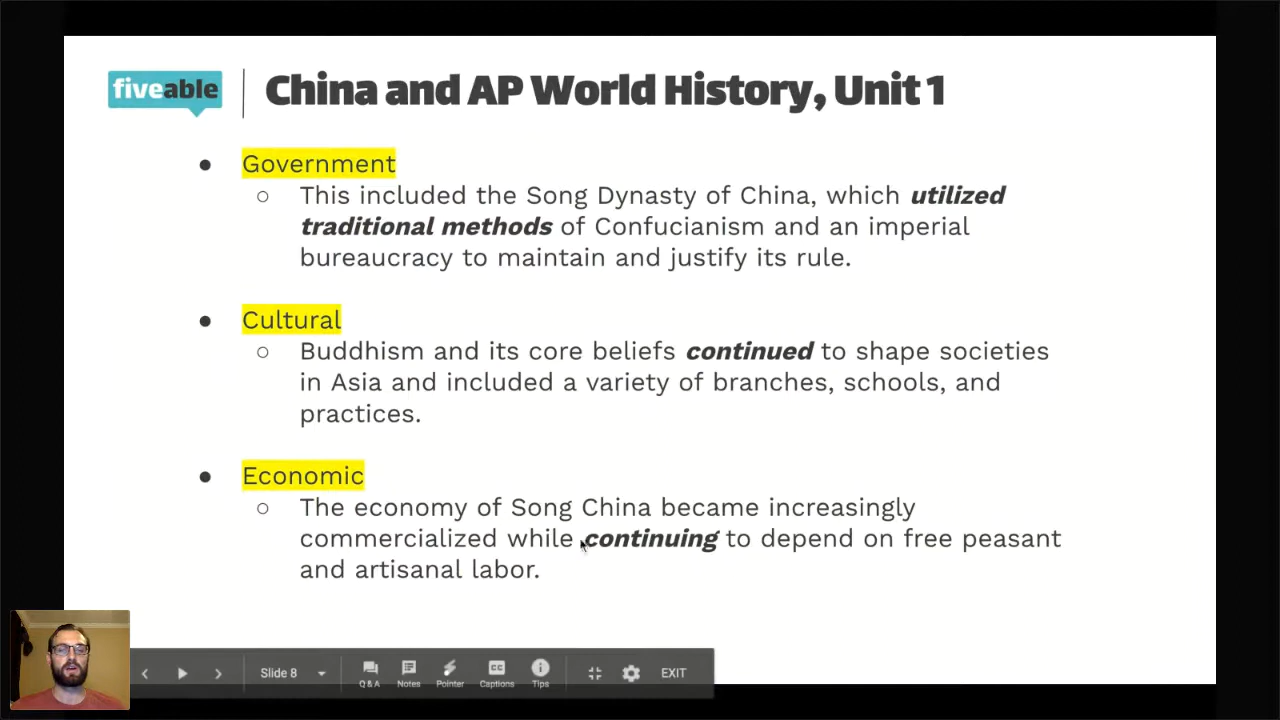 fiveable
China and AP World History, Unit 1
● Government
○ This included the Song Dynasty of China, which utilized
traditional methods of Confucianism and an imperial
bureaucracy to maintain and justify its rule.
● Cultural
○ Buddhism and its core beliefs continued to shape societies
in Asia and included a variety of branches, schools, and
practices.
● Economic
○ The economy of Song China became increasingly
commercialized while continuing to depend on free peasant
and artisanal labor.
Slide 8
Q&A Notes Pointer CC Captions Tips
EXIT